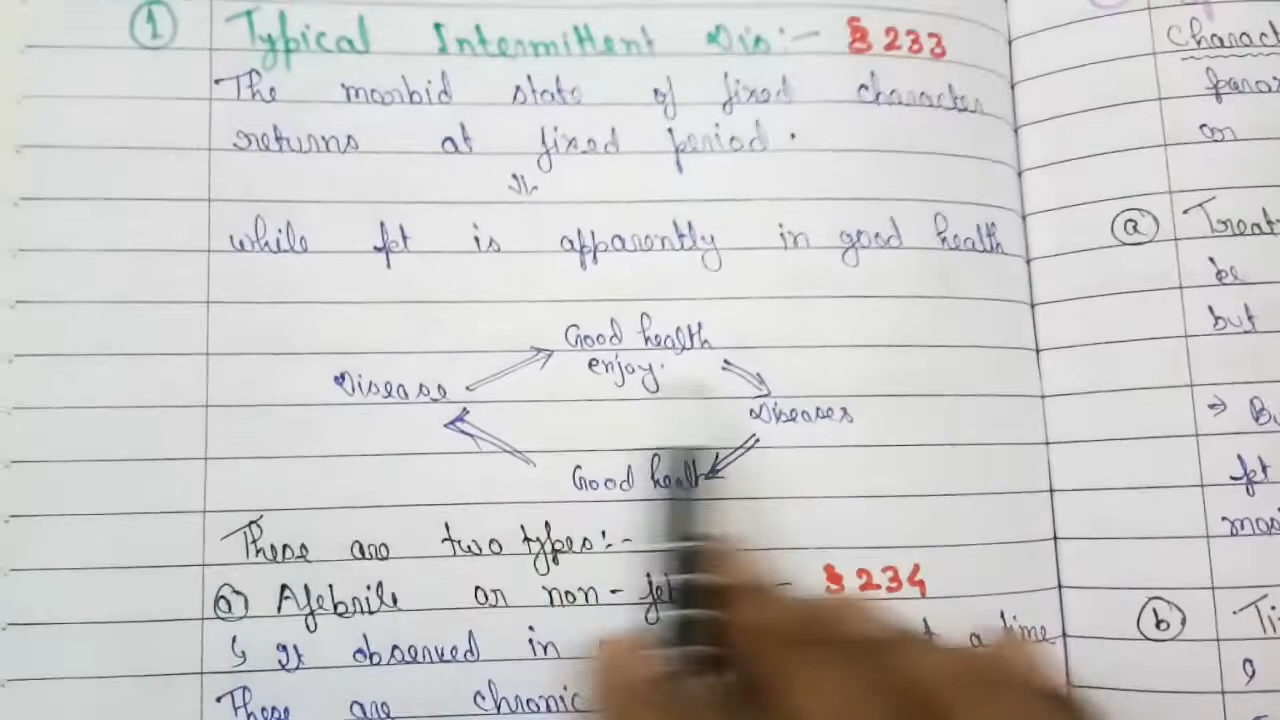 ① Typical Intermittent Dis:- § 233
The morbid state of fixed character
returns at fixed period.
while pt is apparently in good health
Good health
enjoy.
Disease
Diseases
Good health
These are two types:-
ⓐ Afebrile or non- - § 234
↳ It observed in a time
These are chronic
Charact
or
ⓐ Treat
be
but
⇒
pt
ⓑ